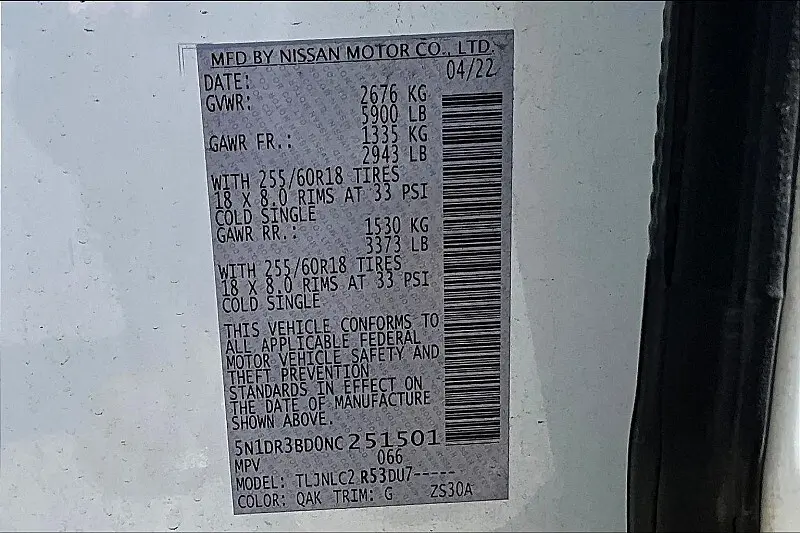 MFD BY NISSAN MOTOR CO., LTD.
DATE: 04/22
GVWR: 2676 KG
5900 LB
GAWR FR.: 1335 KG
2943 LB
WITH 255/60R18 TIRES
18 X 8.0 RIMS AT 33 PSI
COLD SINGLE
GAWR RR.: 1530 KG
3373 LB
WITH 255/60R18 TIRES
18 X 8.0 RIMS AT 33 PSI
COLD SINGLE
THIS VEHICLE CONFORMS TO
ALL APPLICABLE FEDERAL
MOTOR VEHICLE SAFETY AND
THEFT PREVENTION
STANDARDS IN EFFECT ON
THE DATE OF MANUFACTURE
SHOWN ABOVE.
5N1DR3BD0NC251501
MPV 066
MODEL: TLJNLC2 R53DU7-----
COLOR: QAK TRIM: G ZS30A